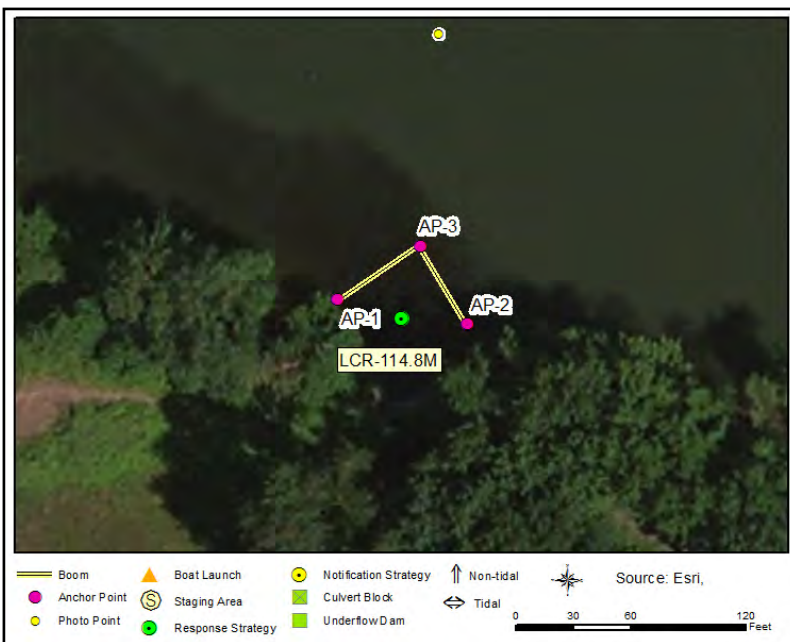 AP-3
AP-2
AP-1
LCR-114.8M
Boom
Boat Launch
Notification Strategy
Non-tidal
Source: Esri,
Anchor Point
Staging Area
Culvert Block
Tidal
Photo Point
Response Strategy
Underflow Dam
S
0 30 60 120
Feet